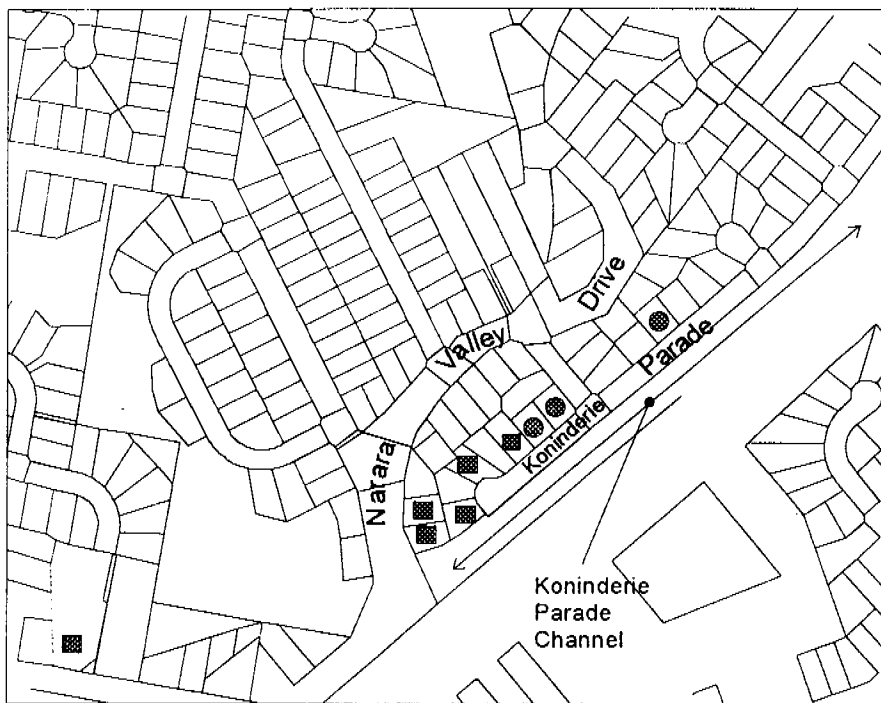 Narara
Valley
Drive
Koninderie
Parade
Koninderie
Parade
Channel